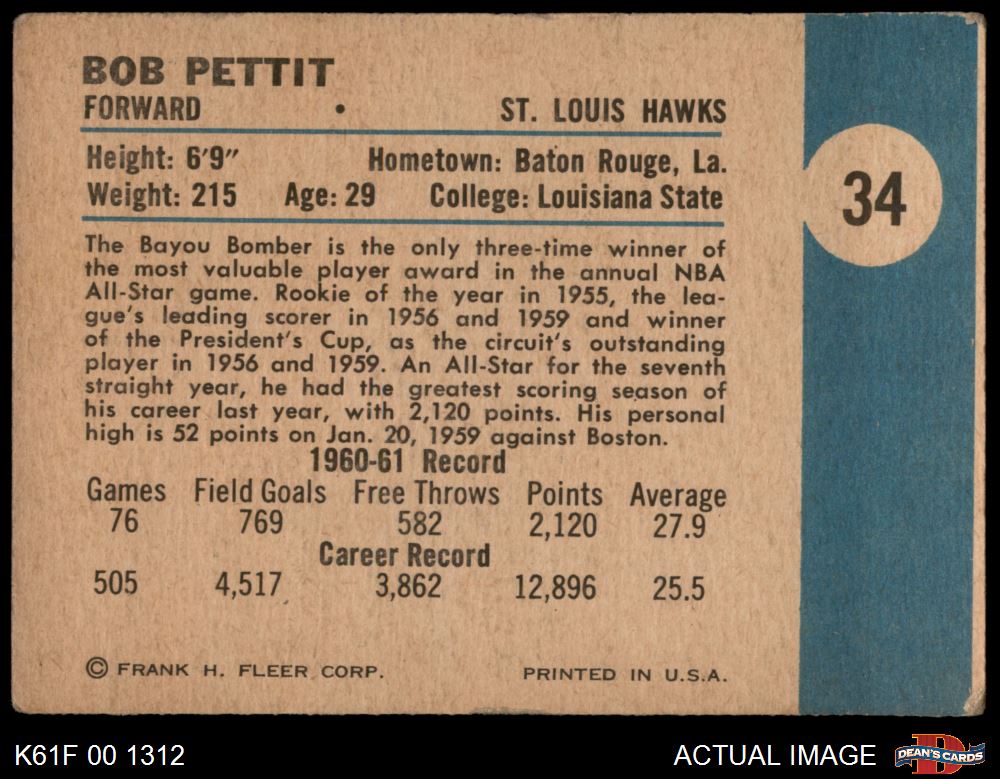 BOB PETTIT
FORWARD • ST. LOUIS HAWKS
Height: 6'9" Hometown: Baton Rouge, La.
Weight: 215 Age: 29 College: Louisiana State
34
The Bayou Bomber is the only three-time winner of
the most valuable player award in the annual NBA
All-Star game. Rookie of the year in 1955, the lea-
gue's leading scorer in 1956 and 1959 and winner
of the President's Cup, as the circuit's outstanding
player in 1956 and 1959. An All-Star for the seventh
straight year, he had the greatest scoring season of
his career last year, with 2,120 points. His personal
high is 52 points on Jan. 20, 1959 against Boston.
1960-61 Record
Games Field Goals Free Throws Points Average
76 769 582 2,120 27.9
Career Record
505 4,517 3,862 12,896 25.5
© FRANK H. FLEER CORP. PRINTED IN U.S.A.
K61F 00 1312 ACTUAL IMAGE DEAN'S CARDS